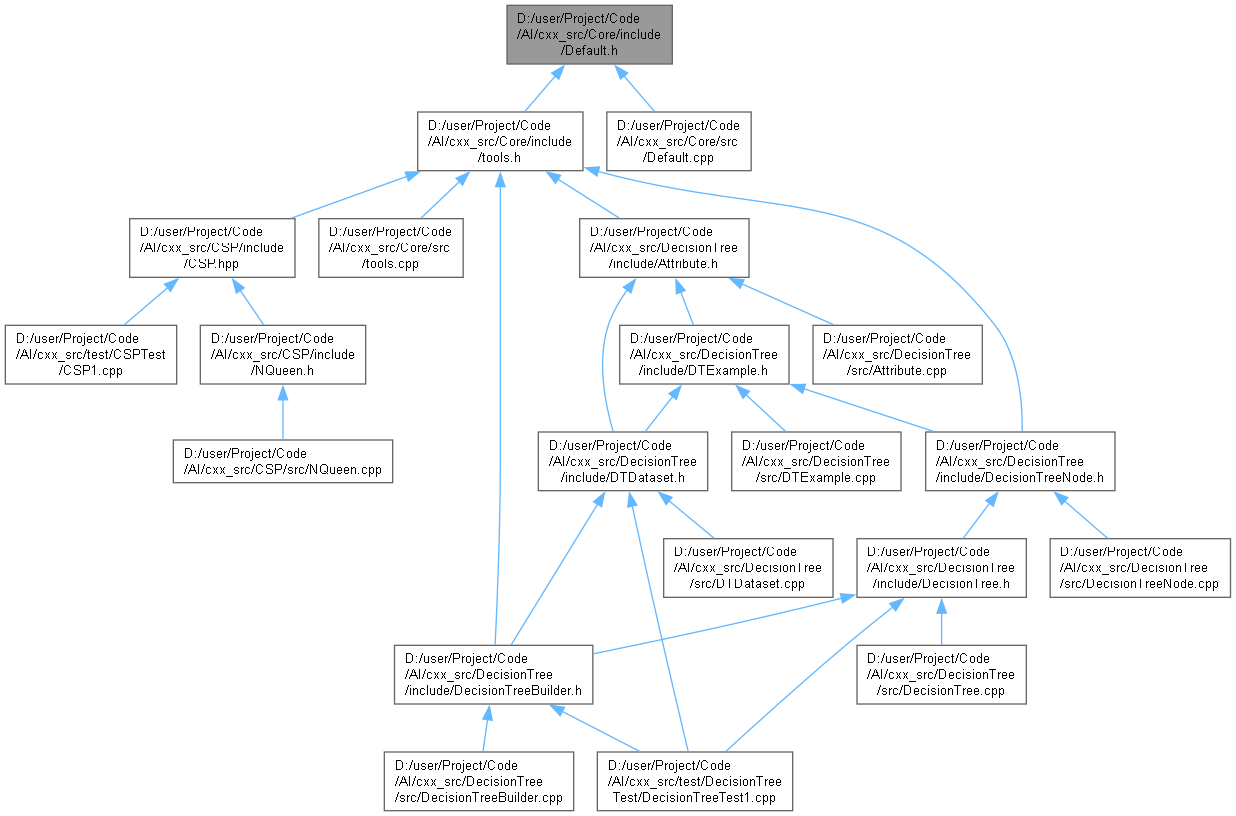 D:/user/Project/Code
/AI/cxx_src/Core/include
/Default.h
D:/user/Project/Code
/AI/cxx_src/Core/include
/tools.h
D:/user/Project/Code
/AI/cxx_src/Core/src
/Default.cpp
D:/user/Project/Code
/AI/cxx_src/CSP/include
/CSP.hpp
D:/user/Project/Code
/AI/cxx_src/Core/src
/tools.cpp
D:/user/Project/Code
/AI/cxx_src/DecisionTree
/include/Attribute.h
D:/user/Project/Code
/AI/cxx_src/test/CSPTest
/CSP1.cpp
D:/user/Project/Code
/AI/cxx_src/CSP/include
/NQueen.h
D:/user/Project/Code
/AI/cxx_src/DecisionTree
/include/DTExample.h
D:/user/Project/Code
/AI/cxx_src/DecisionTree
/src/Attribute.cpp
D:/user/Project/Code
/AI/cxx_src/CSP/src/NQueen.cpp
D:/user/Project/Code
/AI/cxx_src/DecisionTree
/include/DTDataset.h
D:/user/Project/Code
/AI/cxx_src/DecisionTree
/src/DTExample.cpp
D:/user/Project/Code
/AI/cxx_src/DecisionTree
/include/DecisionTreeNode.h
D:/user/Project/Code
/AI/cxx_src/DecisionTree
/src/DTDataset.cpp
D:/user/Project/Code
/AI/cxx_src/DecisionTree
/include/DecisionTree.h
D:/user/Project/Code
/AI/cxx_src/DecisionTree
/src/DecisionTreeNode.cpp
D:/user/Project/Code
/AI/cxx_src/DecisionTree
/include/DecisionTreeBuilder.h
D:/user/Project/Code
/AI/cxx_src/DecisionTree
/src/DecisionTree.cpp
D:/user/Project/Code
/AI/cxx_src/DecisionTree
/src/DecisionTreeBuilder.cpp
D:/user/Project/Code
/AI/cxx_src/test/DecisionTree
Test/DecisionTreeTest1.cpp